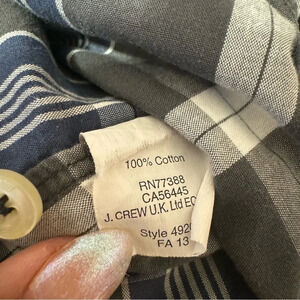 100% Cotton
RN77388
CA56445
J. CREW U.K. Ltd EC
Style 492
FA 13